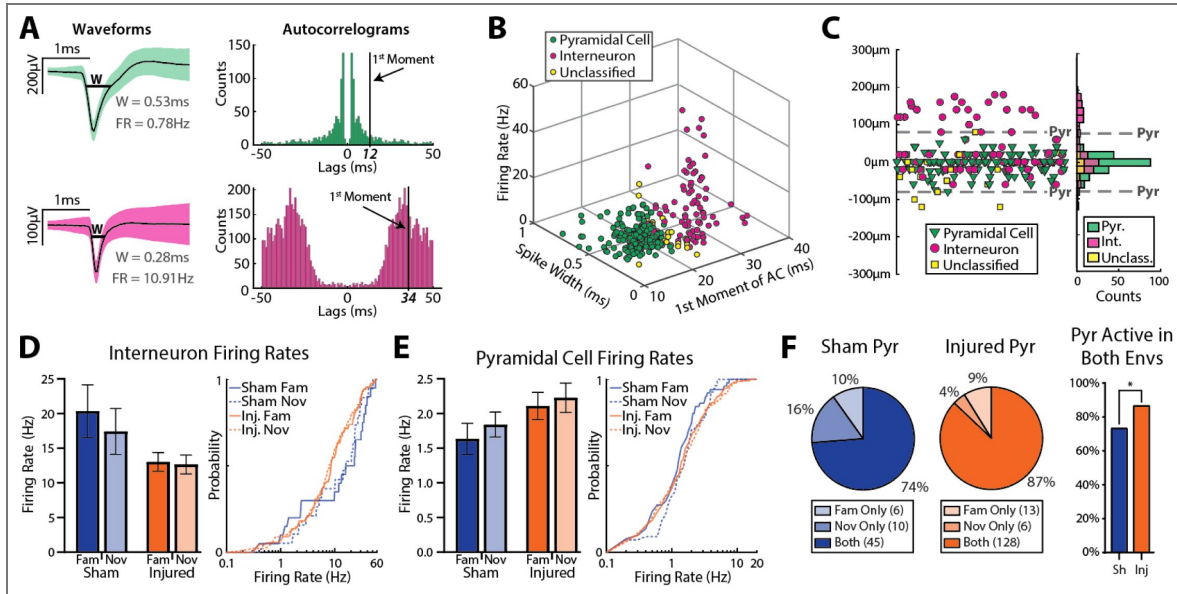 A
Waveforms
1ms
200µV
W
W = 0.53ms
FR = 0.78Hz
1ms
100µV
W
W = 0.28ms
FR = 10.91Hz
Autocorrelograms
150
100
50
0
Counts
1st Moment
-50
0
12
50
Lags (ms)
200
150
100
50
0
Counts
1st Moment
-50
0
34
50
Lags (ms)
B
Pyramidal Cell
Interneuron
Unclassified
60
40
20
0
Firing Rate (Hz)
1
0.5
0
Spike Width (ms)
10
20
30
40
1st Moment of AC (ms)
C
300µm
200µm
100µm
0µm
-100µm
-200µm
-300µm
Pyr
Pyr
Pyr
Pyr
Pyramidal Cell
Interneuron
Unclassified
Pyr.
Int.
Unclass.
0
100
Counts
D
Interneuron Firing Rates
25
20
15
10
5
0
Firing Rate (Hz)
Fam Nov
Sham
Fam Nov
Injured
Sham Fam
Sham Nov
Inj. Fam
Inj. Nov
1
0
Probability
0.1
1
10
60
Firing Rate (Hz)
E
Pyramidal Cell Firing Rates
2.5
2.0
1.5
1.0
0.5
0.0
Firing Rate (Hz)
Fam Nov
Sham
Fam Nov
Injured
Sham Fam
Sham Nov
Inj. Fam
Inj. Nov
1
0
Probability
0.1
1
10 20
Firing Rate (Hz)
F
Sham Pyr
10%
16%
74%
Fam Only (6)
Nov Only (10)
Both (45)
Injured Pyr
9%
4%
87%
Fam Only (13)
Nov Only (6)
Both (128)
Pyr Active in
Both Envs
100%
80%
60%
40%
20%
0%
*
Sh Inj